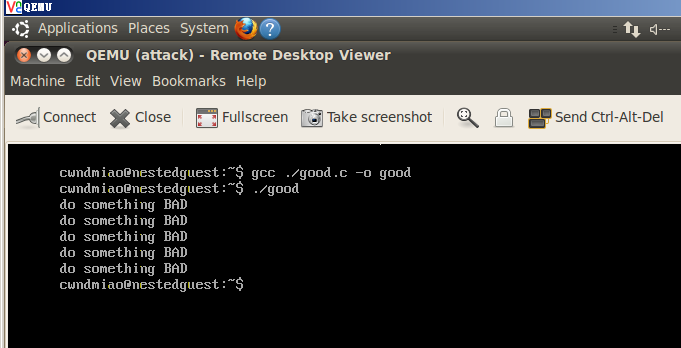 QEMU
Applications Places System
QEMU (attack) - Remote Desktop Viewer
Machine Edit View Bookmarks Help
Connect Close Fullscreen Take screenshot Send Ctrl-Alt-Del
cwndmiao@nestedguest:~$ gcc ./good.c -o good
cwndmiao@nestedguest:~$ ./good
do something BAD
do something BAD
do something BAD
do something BAD
do something BAD
cwndmiao@nestedguest:~$